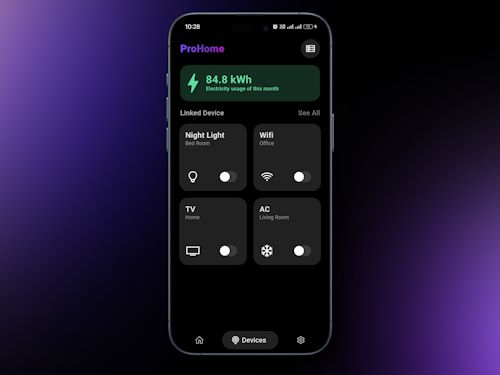 10:28
ProHome
84.8 kWh
Electricity usage of this month
Linked Device See All
Night Light
Bed Room
Wifi
Office
TV
Home
AC
Living Room
Devices